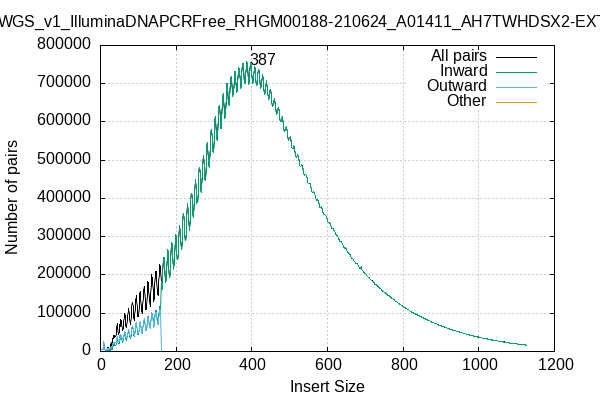 WGS_v1_IlluminaDNAPCRFree_RHGM00188-210624_A01411_AH7TWHDSX2-EXT
800000
700000
600000
500000
400000
300000
200000
100000
0
Number of pairs
387
All pairs
Inward
Outward
Other
0 200 400 600 800 1000 1200
Insert Size